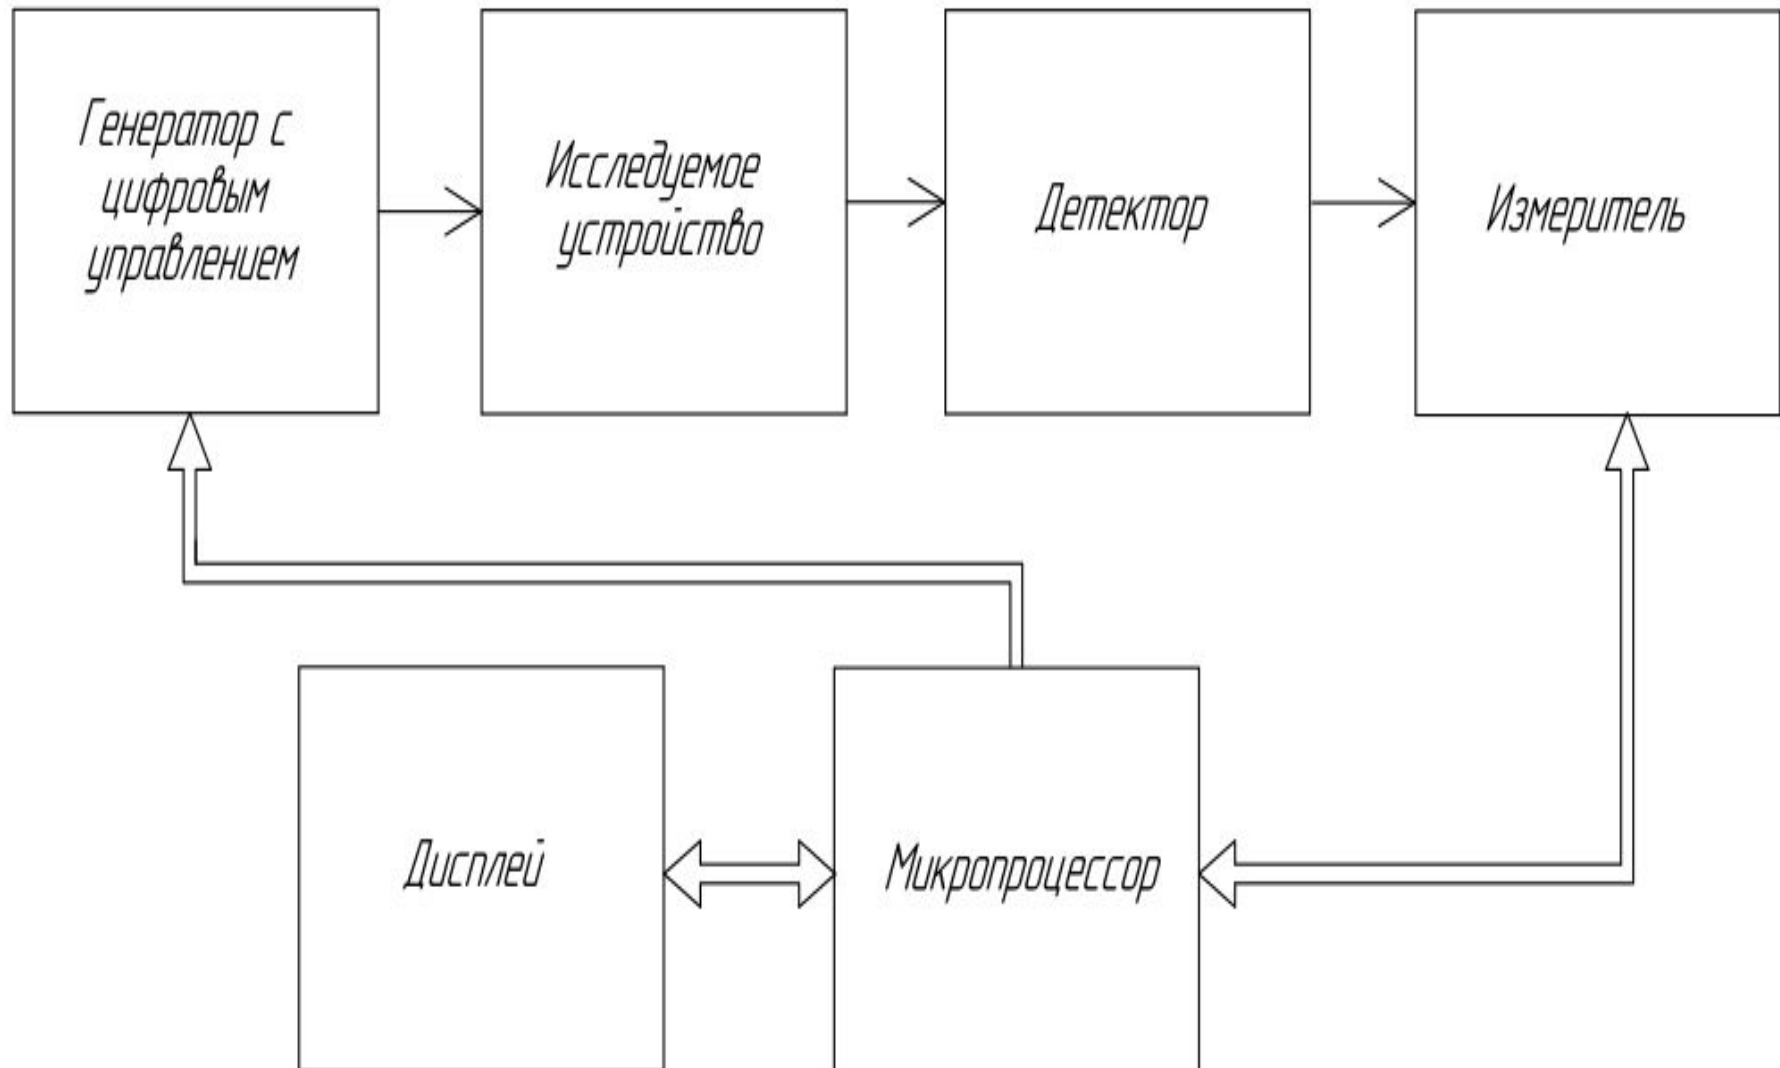 Генератор с
цифровым
управлением
Исследуемое
устройство
Детектор
Измеритель
Дисплей
Микропроцессор